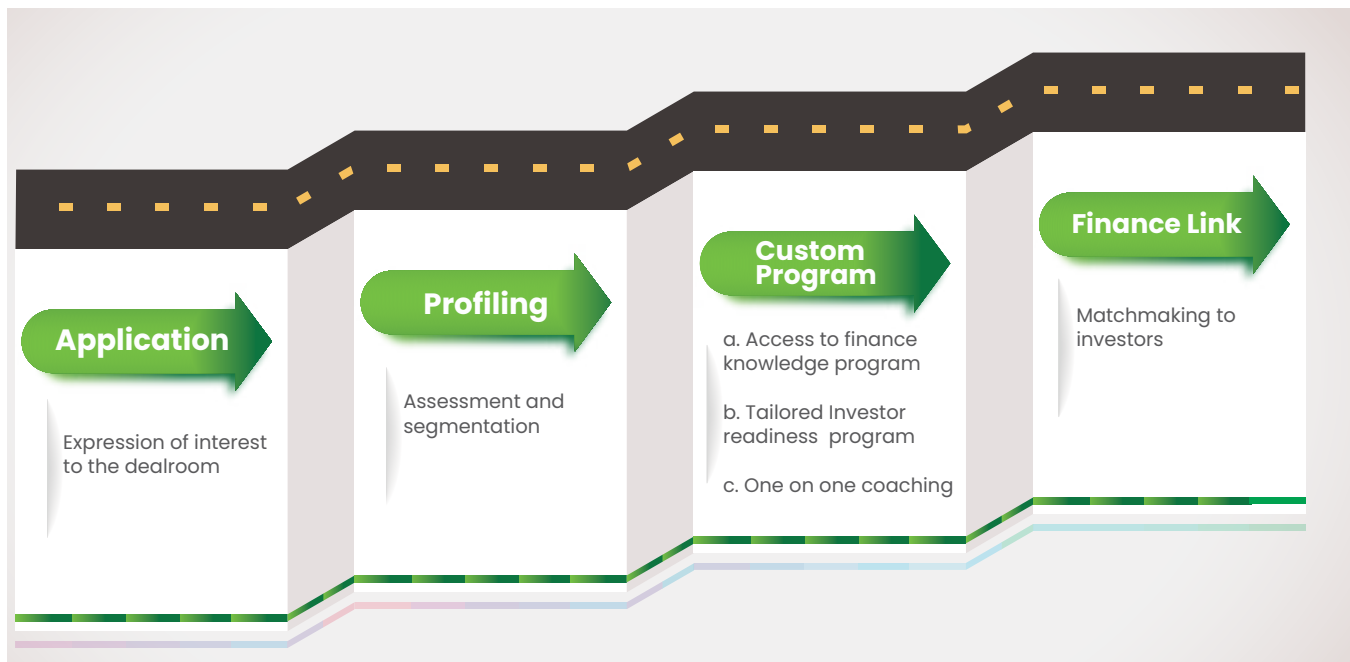 Application
Expression of interest
to the dealroom
Profiling
Assessment and
segmentation
Custom
Program
a. Access to finance
knowledge program
b. Tailored Investor
readiness  program
c. One on one coaching
Finance Link
Matchmaking to
investors